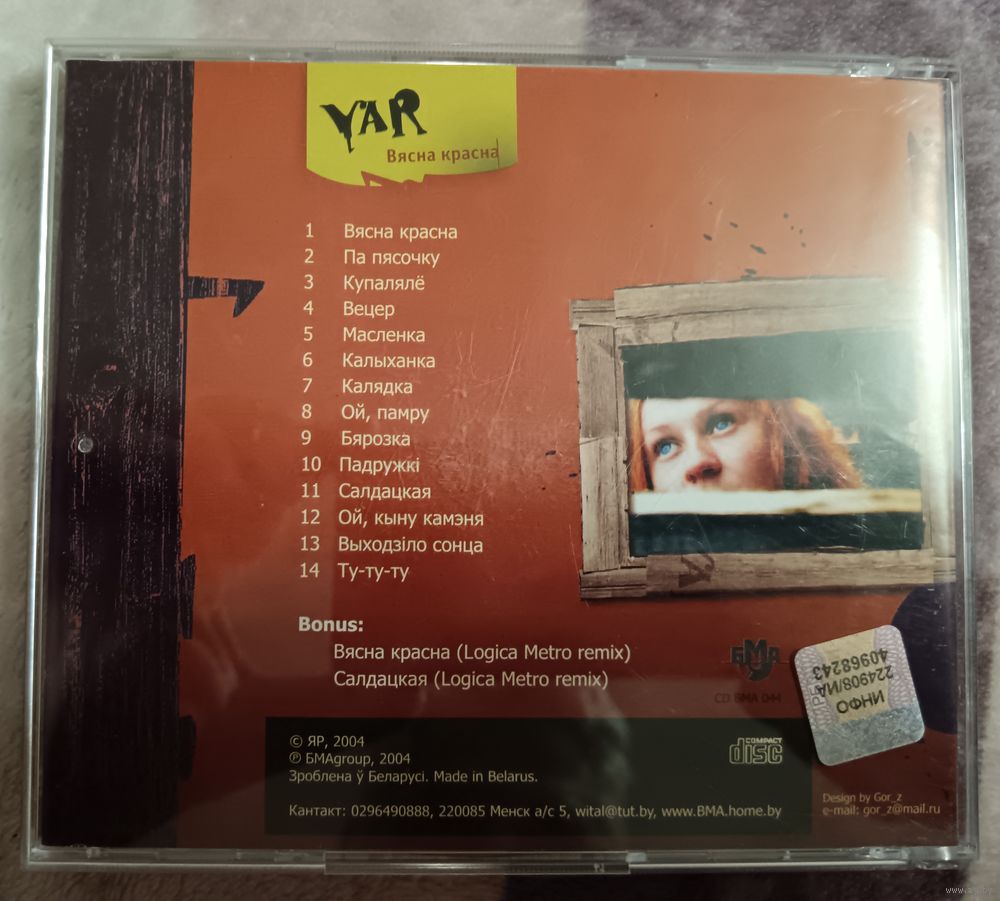 YAR
Вясна красна
1 Вясна красна
2 Па пясочку
3 Купалялё
4 Вецер
5 Масленка
6 Калыханка
7 Калядка
8 Ой, памру
9 Бярозка
10 Падружкі
11 Салдацкая
12 Ой, кыну камэня
13 Выходзіло сонца
14 Ту-ту-ту
Bonus:
Вясна красна (Logica Metro remix)
Салдацкая (Logica Metro remix)
БМА
CD BMA 044
ИНФО
224908/МА
40968243
© ЯР, 2004
℗ БМАgroup, 2004
Зроблена ў Беларусі. Made in Belarus.
COMPACT
disc
Кантакт: 0296490888, 220085 Менск а/с 5, wital@tut.by, www.BMA.home.by
Design by Gor_z
e-mail: gor_z@mail.ru